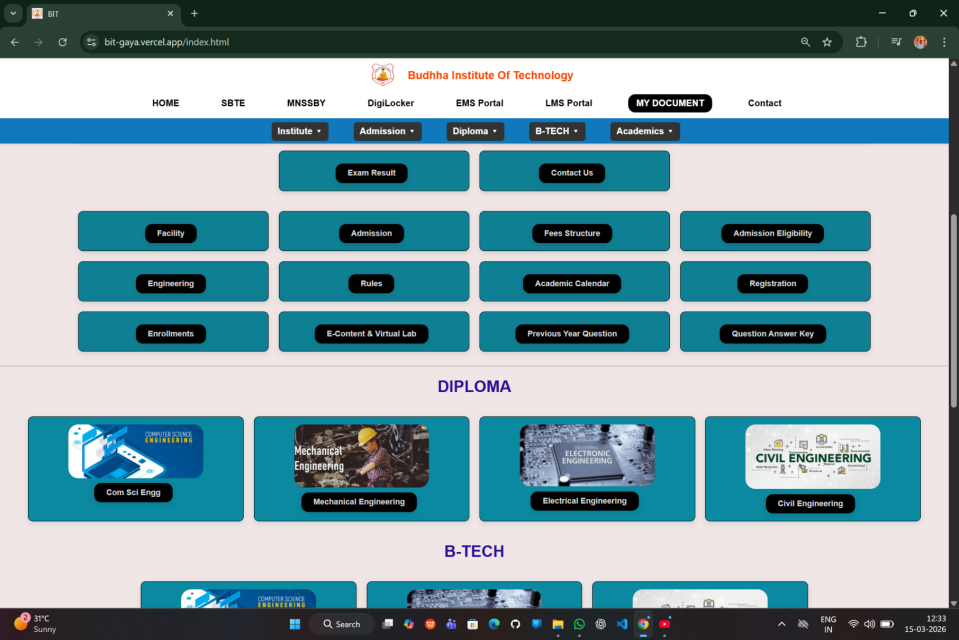 BIT
bit-gaya.vercel.app/index.html
Budhha Institute Of Technology
HOME SBTE MNSSBY DigiLocker EMS Portal LMS Portal MY DOCUMENT Contact
Institute Admission Diploma B-TECH Academics
Exam Result Contact Us
Facility Admission Fees Structure Admission Eligibility
Engineering Rules Academic Calendar Registration
Enrollments E-Content & Virtual Lab Previous Year Question Question Answer Key
DIPLOMA
COMPUTER SCIENCE
ENGINEERING
Com Sci Engg
Mechanical
Engineering
Mechanical Engineering
ELECTRONIC
ENGINEERING
Electrical Engineering
CIVIL ENGINEERING
Civil Engineering
B-TECH
COMPUTER SCIENCE
ENGINEERING
2
31°C
Sunny
Search
ENG
IN
12:33
15-03-2026